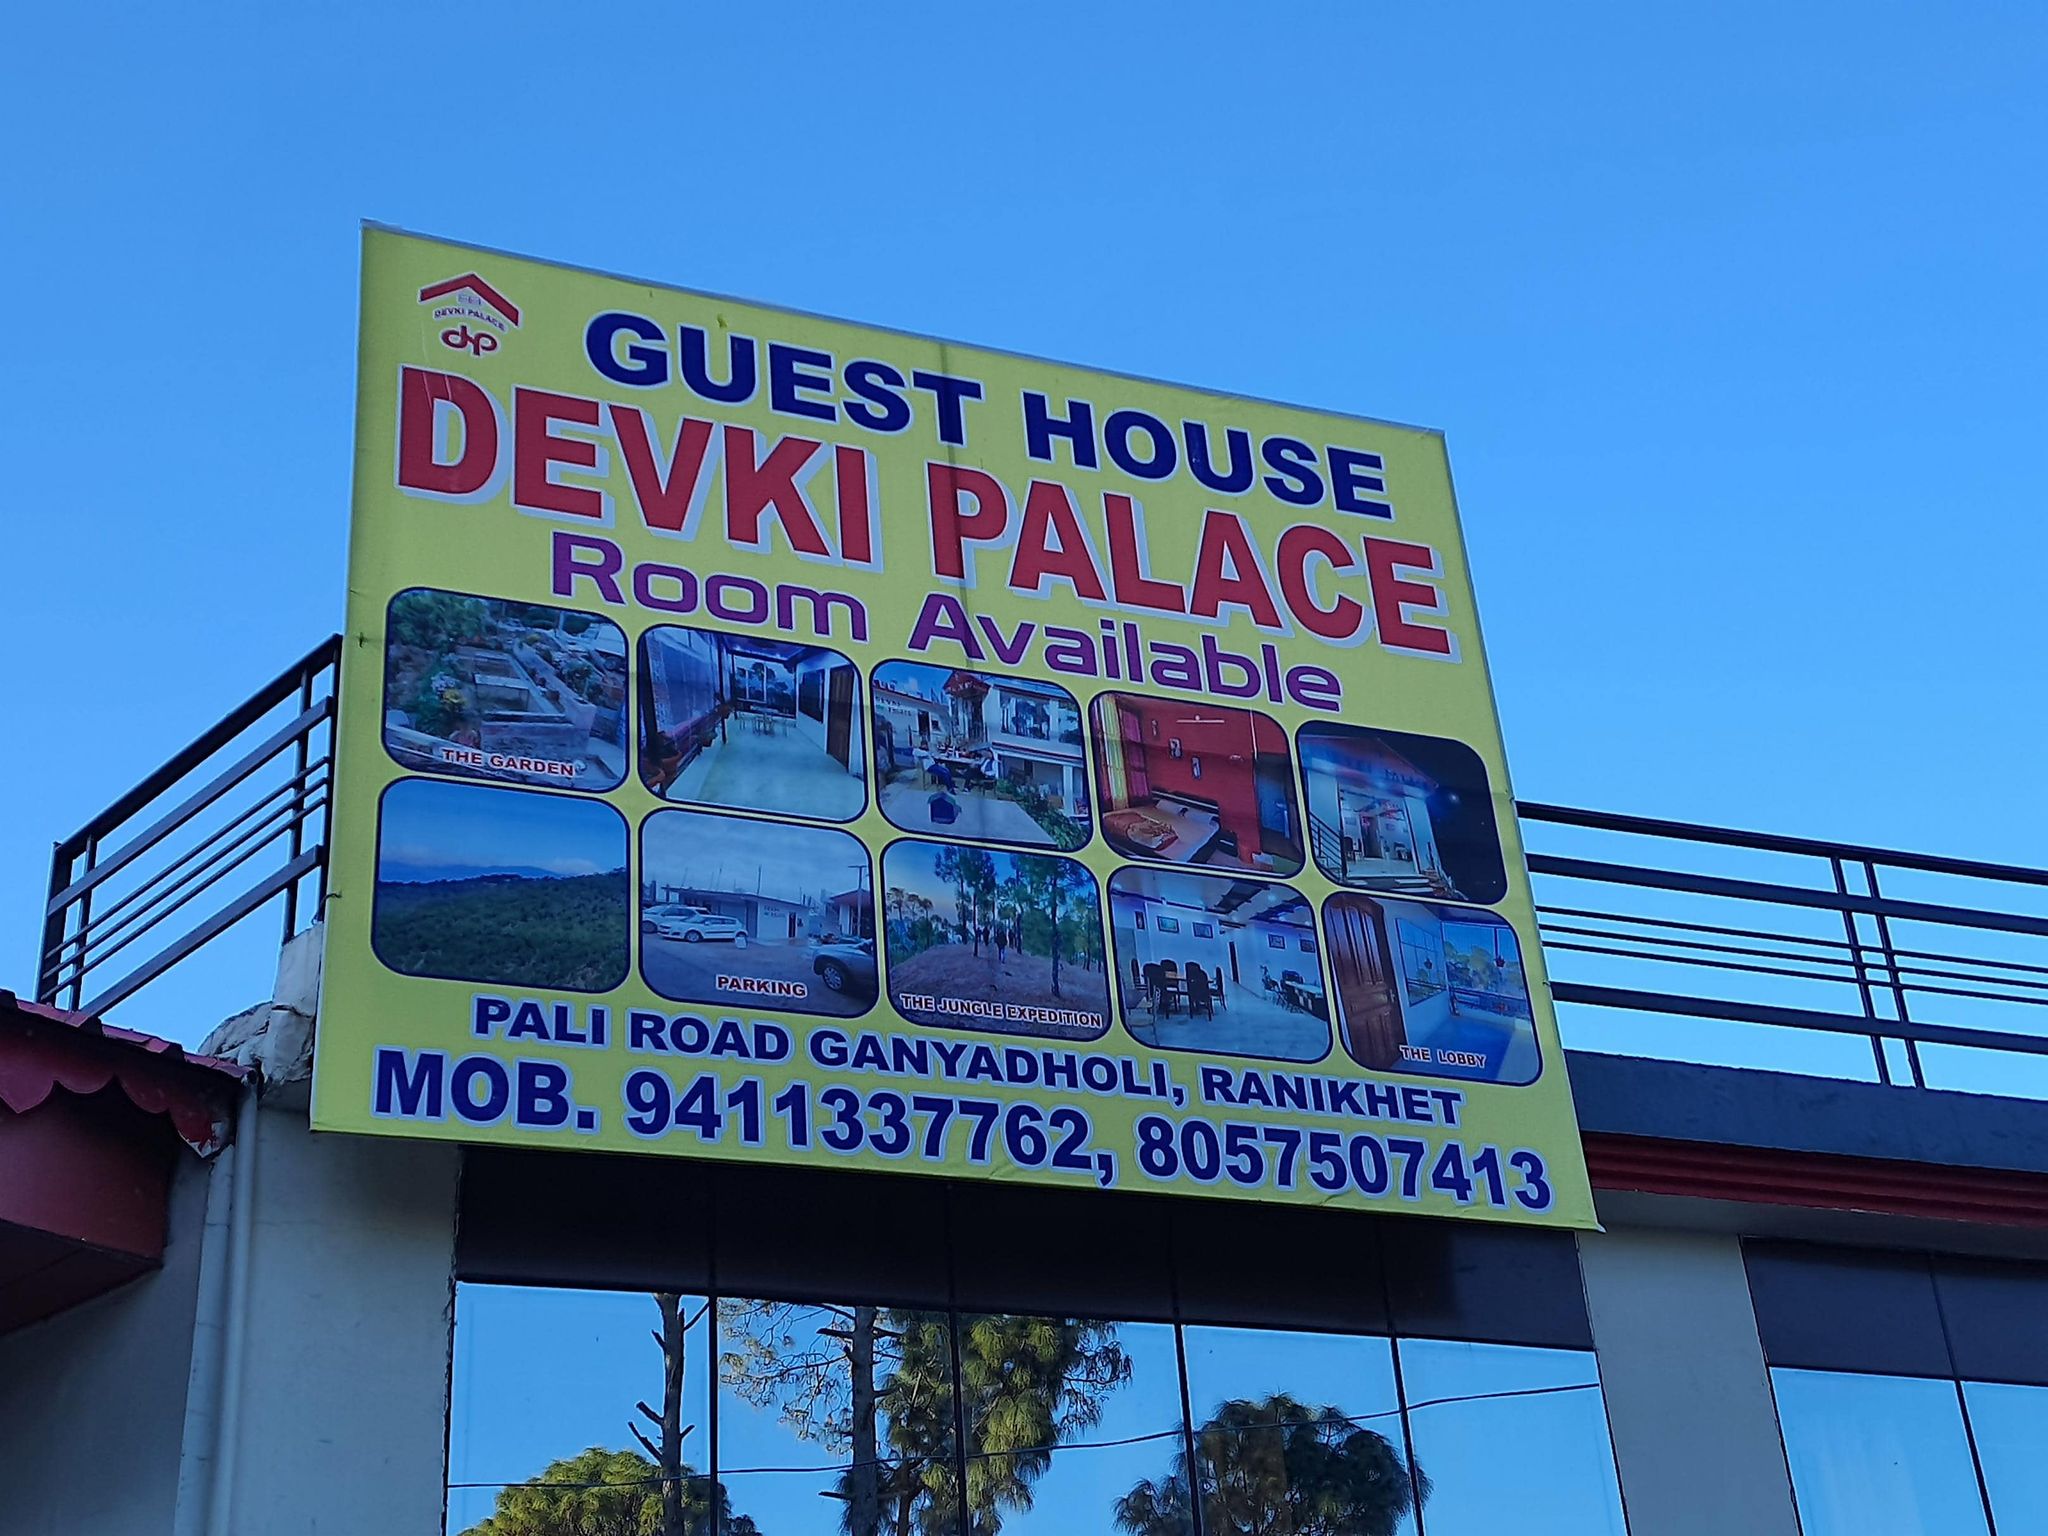 DEVKI PALACE
dp
GUEST HOUSE
DEVKI PALACE
Room Available
THE GARDEN
PARKING
THE JUNGLE EXPEDITION
THE LOBBY
PALI ROAD GANYADHOLI, RANIKHET
MOB. 9411337762, 8057507413